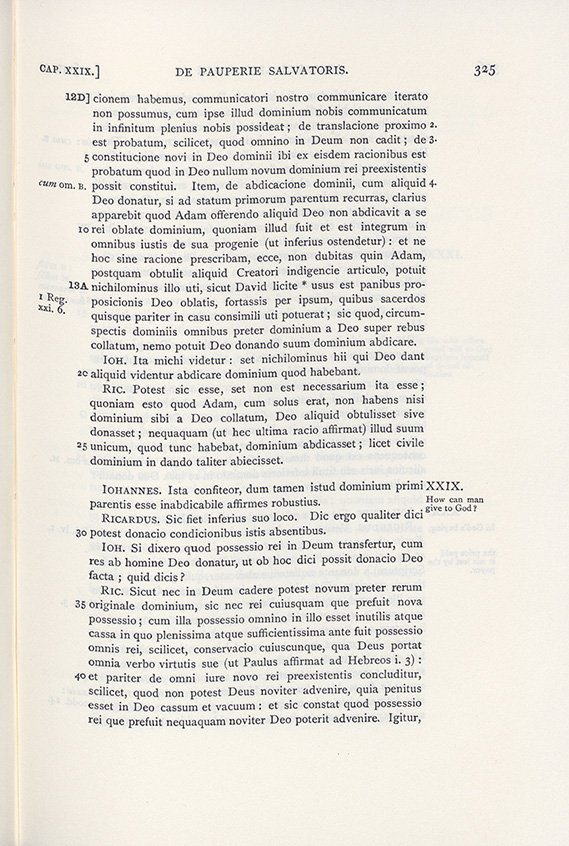 CAP. XXIX.] DE PAUPERIE SALVATORIS. 325
12D] cionem habemus, communicatori nostro communicare iterato
non possumus, cum ipse illud dominium nobis communicatum
in infinitum plenius nobis possideat; de translacione proximo 2.
est probatum, scilicet, quod omnino in Deum non cadit; de 3.
5 constitucione novi in Deo dominii ibi ex eisdem racionibus est
probatum quod in Deo nullum novum dominium rei preexistentis
cum om. B. possit constitui. Item, de abdicacione dominii, cum aliquid 4.
Deo donatur, si ad statum primorum parentum recurras, clarius
apparebit quod Adam offerendo aliquid Deo non abdicavit a se
10 rei oblate dominium, quoniam illud fuit et est integrum in
omnibus iustis de sua progenie (ut inferius ostendetur): et ne
hoc sine racione prescribam, ecce, non dubitas quin Adam,
postquam obtulit aliquid Creatori indigencie articulo, potuit
13A nichilominus illo uti, sicut David licite * usus est panibus pro-
1 Reg. xxi. 6. posicionis Deo oblatis, fortassis per ipsum, quibus sacerdos
quisque pariter in casu consimili uti potuerat; sic quod, circum-
spectis dominiis omnibus preter dominium a Deo super rebus
collatum, nemo potuit Deo donando suum dominium abdicare.
IOH. Ita michi videtur: set nichilominus hii qui Deo dant
20 aliquid videntur abdicare dominium quod habebant.
RIC. Potest sic esse, set non est necessarium ita esse;
quoniam esto quod Adam, cum solus erat, non habens nisi
dominium sibi a Deo collatum, Deo aliquid obtulisset sive
donasset; nequaquam (ut hec ultima racio affirmat) illud suum
25 unicum, quod tunc habebat, dominium abdicasset; licet civile
dominium in dando taliter abiecisset.
IOHANNES. Ista confiteor, dum tamen istud dominium primi XXIX.
parentis esse inabdicabile affirmes robustius. How can man
RICARDUS. Sic fiet inferius suo loco. Dic ergo qualiter dici give to God?
30 potest donacio condicionibus istis absentibus.
IOH. Si dixero quod possessio rei in Deum transfertur, cum
res ab homine Deo donatur, ut ob hoc dici possit donacio Deo
facta; quid dicis?
RIC. Sicut nec in Deum cadere potest novum preter rerum
35 originale dominium, sic nec rei cuiusquam que prefuit nova
possessio; cum illa possessio omnino in illo esset inutilis atque
cassa in quo plenissima atque sufficientissima ante fuit possessio
omnis rei, scilicet, conservacio cuiuscunque, qua Deus portat
omnia verbo virtutis sue (ut Paulus affirmat ad Hebreos i. 3):
40 et pariter de omni iure novo rei preexistentis concluditur,
scilicet, quod non potest Deus noviter advenire, quia penitus
esset in Deo cassum et vacuum: et sic constat quod possessio
rei que prefuit nequaquam noviter Deo poterit advenire. Igitur,